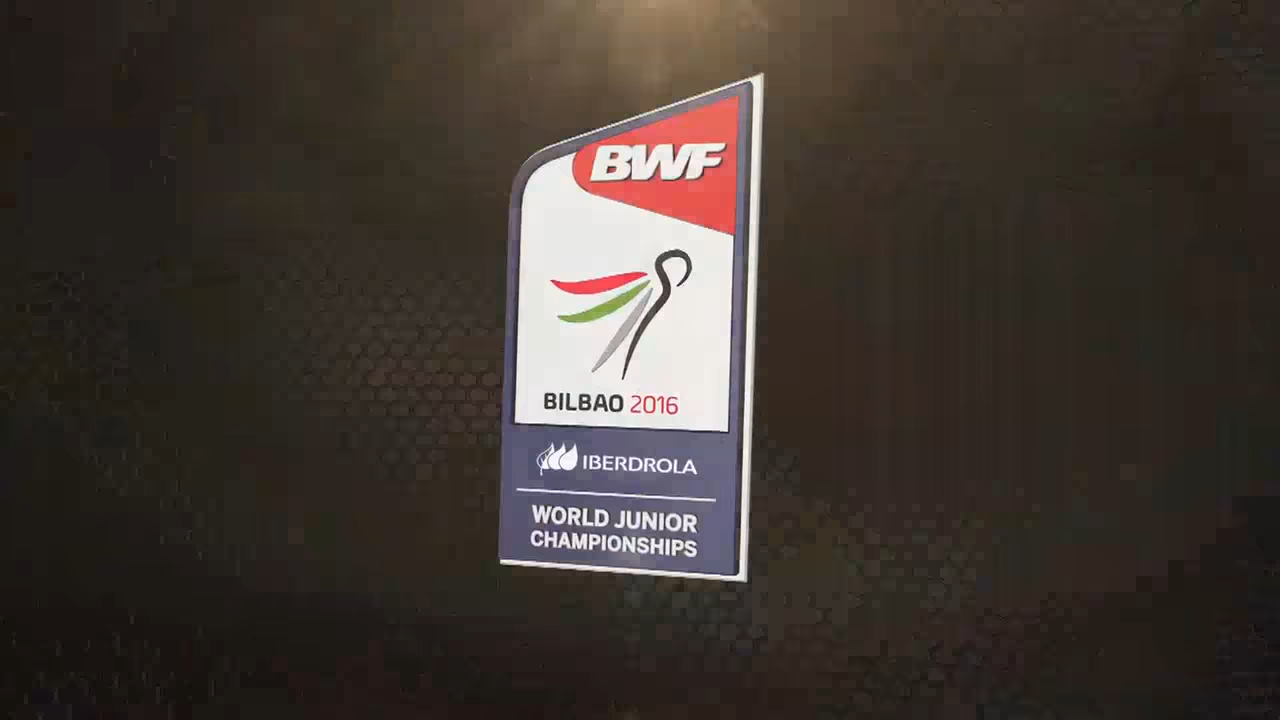 BWF
BILBAO 2016
IBERDROLA
WORLD JUNIOR
CHAMPIONSHIPS